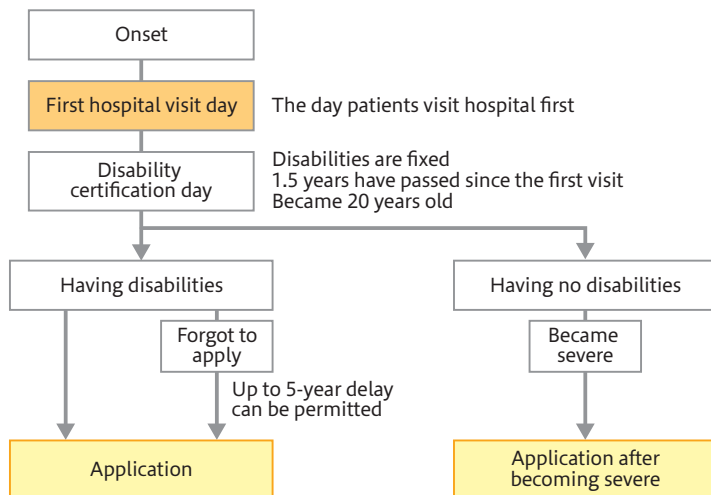 Onset
First hospital visit day
The day patients visit hospital first
Disability
certification day
Disabilities are fixed
1.5 years have passed since the first visit
Became 20 years old
Having disabilities
Having no disabilities
Forgot to
apply
Became
severe
Up to 5-year delay
can be permitted
Application
Application after
becoming severe